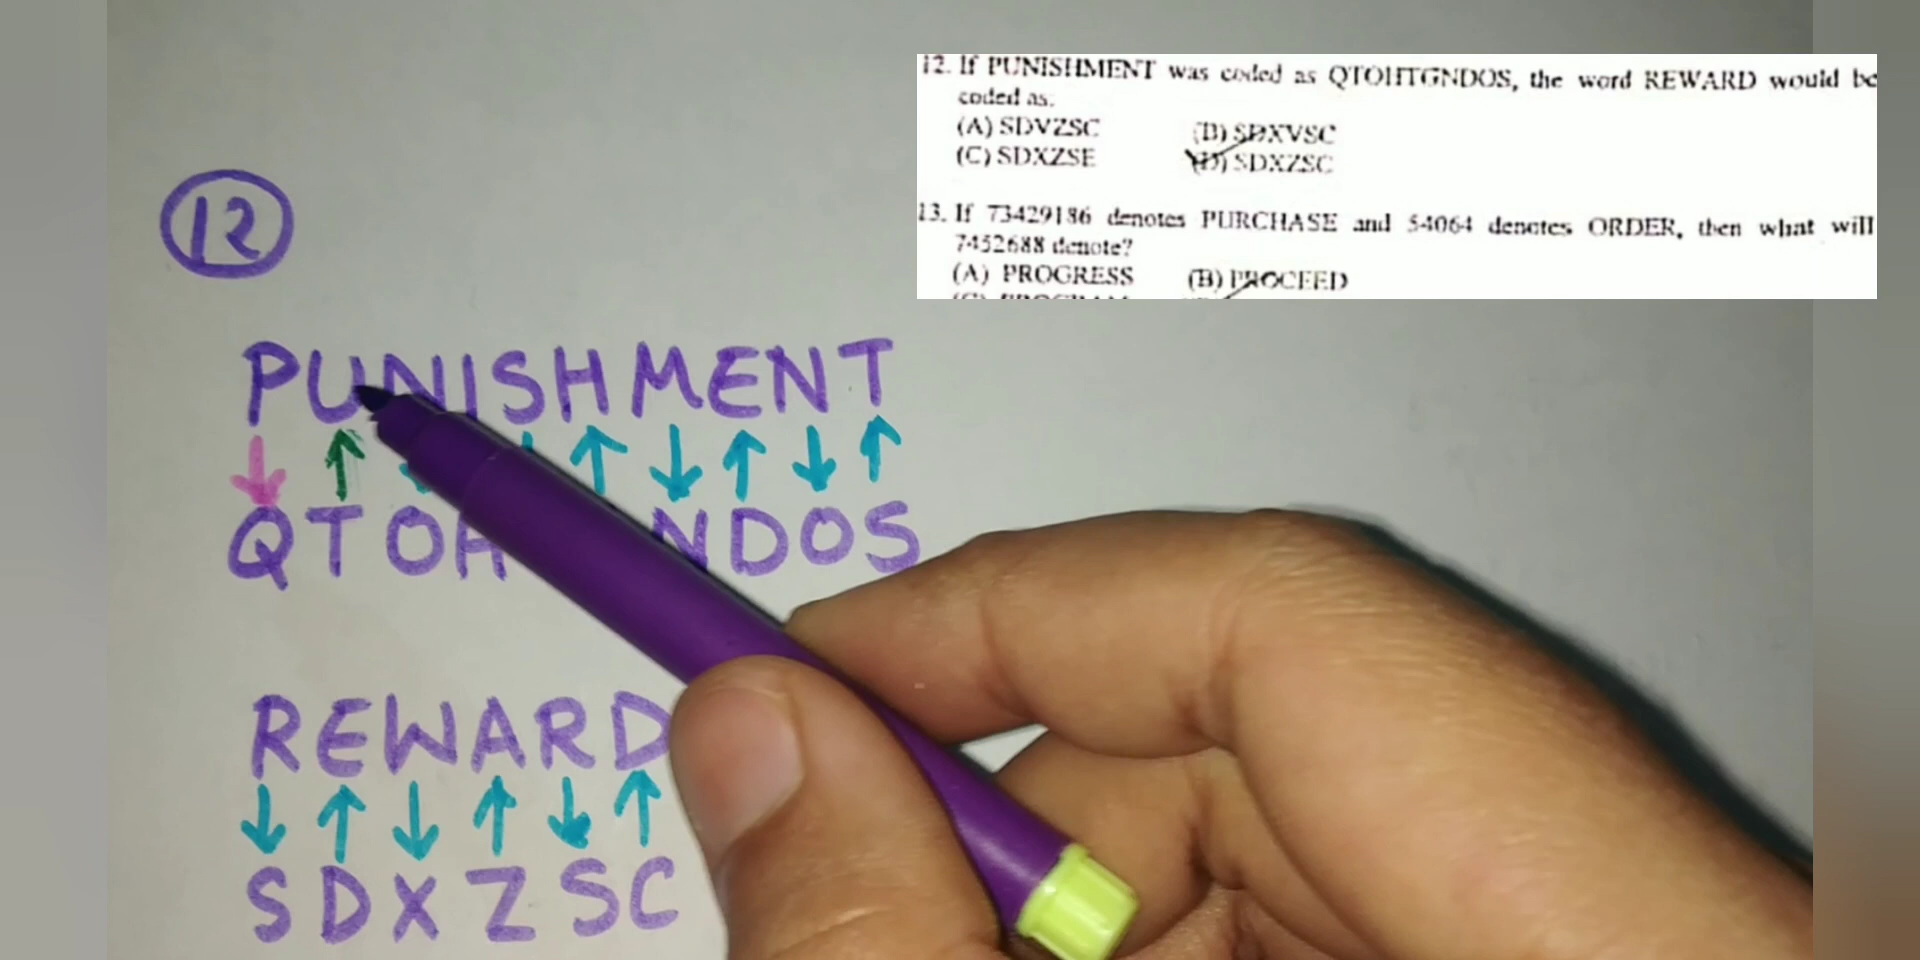 12. If PUNISHMENT was coded as QTOHTGNDOS, the word REWARD would be
coded as:
(A) SDVZSC (B) SDXVSC
(C) SDXZSE (D) SDXZSC
13. If 73429186 denotes PURCHASE and 54064 denotes ORDER, then what will
7452688 denote?
(A) PROGRESS (B) PROCEED
12
PUNISHMENT
QTOH NDOS
REWARD
SDXZSC